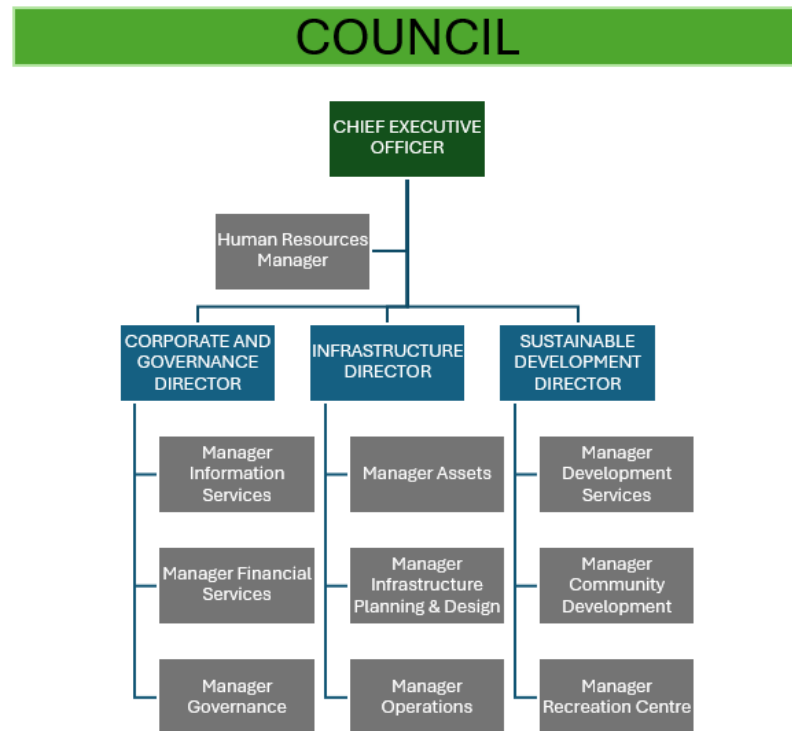 COUNCIL
CHIEF EXECUTIVE
OFFICER
Human Resources
Manager
CORPORATE AND
GOVERNANCE
DIRECTOR
INFRASTRUCTURE
DIRECTOR
SUSTAINABLE
DEVELOPMENT
DIRECTOR
Manager
Information
Services
Manager Assets
Manager
Development
Services
Manager Financial
Services
Manager
Infrastructure
Planning & Design
Manager
Community
Development
Manager
Governance
Manager
Operations
Manager
Recreation Centre